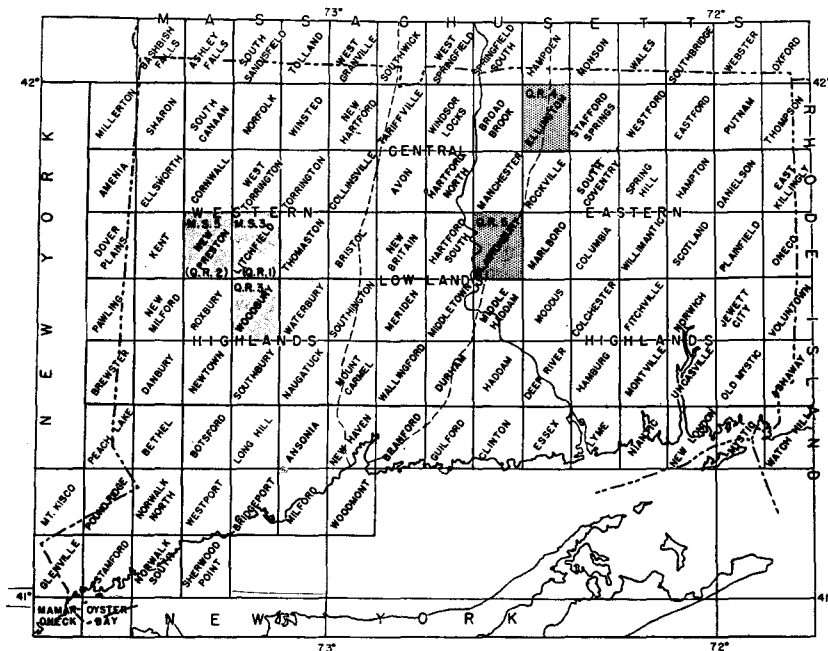 73° 72°
M A S S A C H U S E T T S
BASHBISH FALLS ASHLEY FALLS SOUTH SANDISFIELD TOLLAND WEST GRANVILLE SOUTHWICK WEST SPRINGFIELD SPRINGFIELD SOUTH HAMPDEN MONSON WALES SOUTHBRIDGE WEBSTER OXFORD
42° 42°
Q.R. 4
MILLERTON SHARON SOUTH CANAAN NORFOLK WINSTED NEW HARTFORD TARIFFVILLE WINDSOR LOCKS BROAD BROOK ELLINGTON STAFFORD SPRINGS WESTFORD EASTFORD PUTNAM THOMPSON
CENTRAL
AMENIA ELLSWORTH CORNWALL WEST TORRINGTON TORRINGTON COLLINSVILLE AVON HARTFORD NORTH MANCHESTER ROCKVILLE SOUTH COVENTRY SPRING HILL HAMPTON DANIELSON EAST KILLINGLY
WESTERN EASTERN
M.S. 5 M.S. 3
DOVER PLAINS KENT NEW PRESTON LITCHFIELD THOMASTON BRISTOL NEW BRITAIN HARTFORD SOUTH MARLBORO COLUMBIA WILLIMANTIC SCOTLAND PLAINFIELD ONECO
(Q.R. 2) (Q.R. 1) LOWLAND
Q.R. 3
PAWLING NEW MILFORD ROXBURY WOODBURY WATERBURY SOUTHINGTON MERIDEN MIDDLETOWN MIDDLE HADDAM MOODUS COLCHESTER FITCHVILLE NORWICH JEWETT CITY VOLUNTOWN
HIGHLANDS HIGHLANDS
BREWSTER DANBURY NEWTOWN SOUTHBURY NAUGATUCK MOUNT CARMEL WALLINGFORD DURHAM HADDAM DEEP RIVER HAMBURG MONTVILLE UNCASVILLE OLD MYSTIC ASHAWAY
PEACH LAKE BETHEL BOTSFORD LONG HILL ANSONIA NEW HAVEN BRANFORD GUILFORD CLINTON ESSEX LYME NIANTIC NEW LONDON MYSTIC WATCH HILL
MT. KISCO POUND RIDGE NORWALK NORTH WESTPORT BRIDGEPORT MILFORD WOODMONT
GLENVILLE STAMFORD NORWALK SOUTH SHERWOOD POINT
41° 41°
MAMARONECK OYSTER BAY
N E W Y O R K
73° 72°
N E W Y O R K
R H O D E I S L A N D